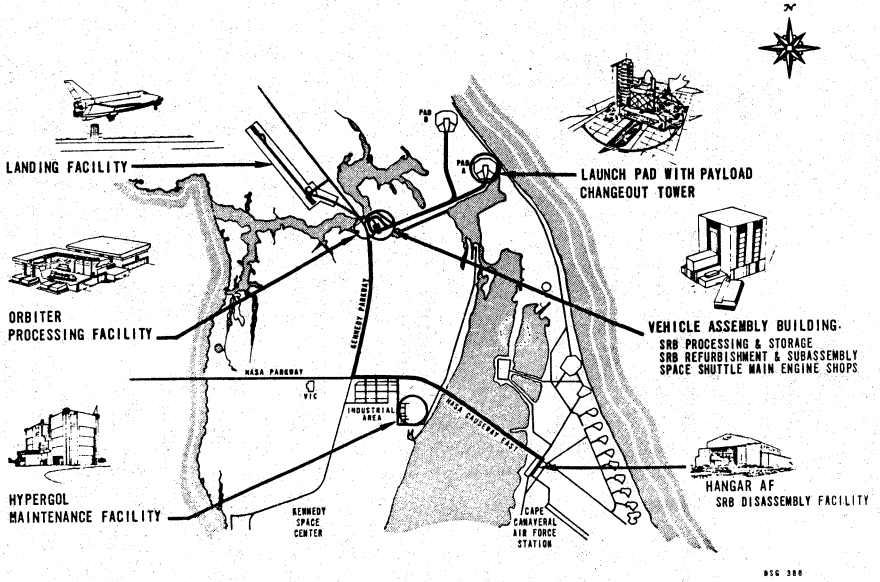 N
PAD
B
PAD
A
LANDING FACILITY
LAUNCH PAD WITH PAYLOAD
CHANGEOUT TOWER
ORBITER
PROCESSING FACILITY
KENNEDY PARKWAY
VEHICLE ASSEMBLY BUILDING.
SRB PROCESSING & STORAGE
SRB REFURBISHMENT & SUBASSEMBLY
SPACE SHUTTLE MAIN ENGINE SHOPS
NASA PARKWAY
VIC
INDUSTRIAL
AREA
NASA CAUSEWAY EAST
HANGAR AF
SRB DISASSEMBLY FACILITY
HYPERGOL
MAINTENANCE FACILITY
KENNEDY
SPACE
CENTER
CAPE
CANAVERAL
AIR FORCE
STATION